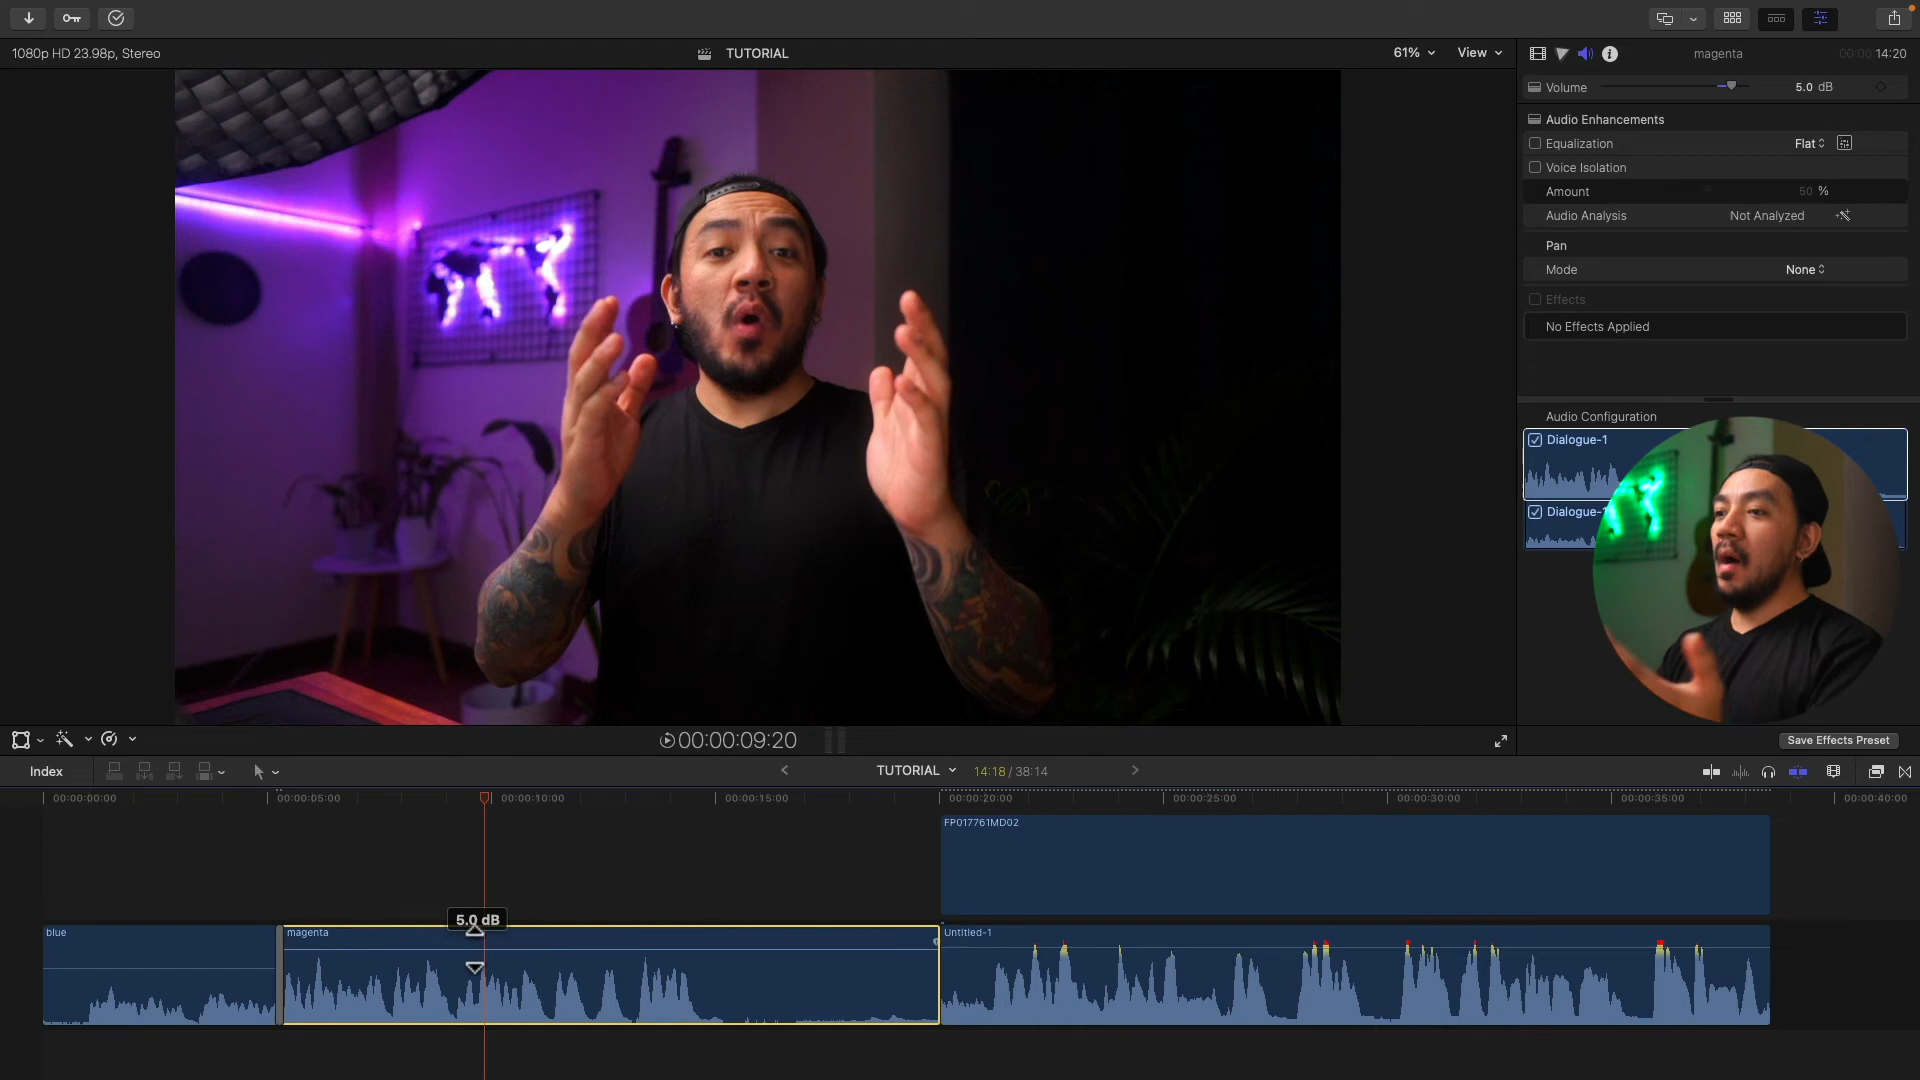 1080p HD 23.98p, Stereo
TUTORIAL
61%
View
magenta
00:00:14:20
Volume
5.0 dB
Audio Enhancements
Equalization
Flat
Voice Isolation
Amount
50 %
Audio Analysis
Not Analyzed
Pan
Mode
None
Effects
No Effects Applied
Audio Configuration
Dialogue-1
Dialogue-1
00:00:09:20
Save Effects Preset
Index
TUTORIAL
14:18 / 38:14
00:00:00:00
00:00:05:00
00:00:10:00
00:00:15:00
00:00:20:00
00:00:25:00
00:00:30:00
00:00:35:00
00:00:40:00
FP017761MD02
5.0 dB
blue
magenta
Untitled-1